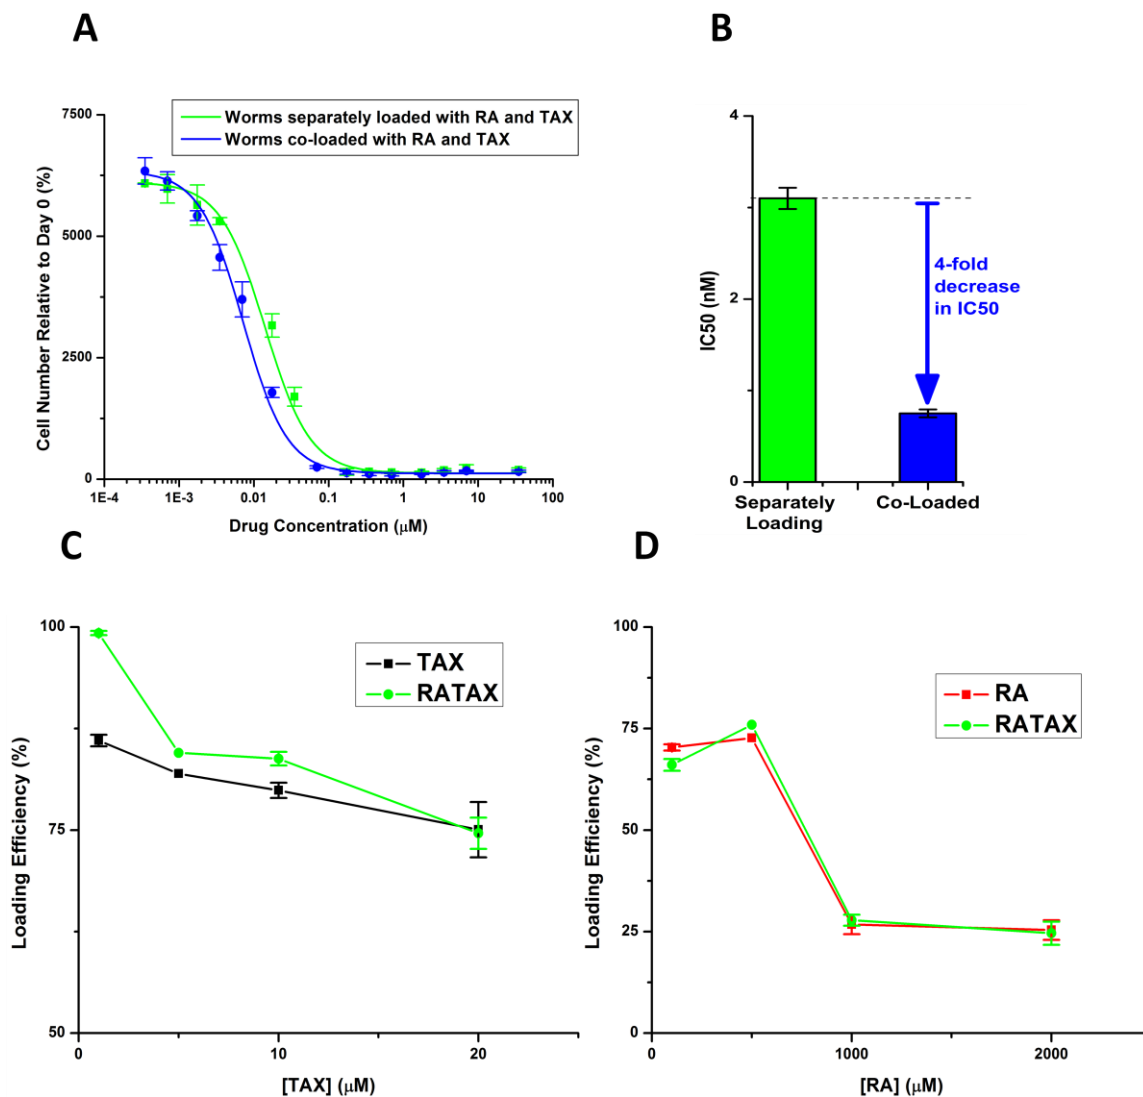 A
B
7500
5000
2500
0
Cell Number Relative to Day 0 (%)
Worms separately loaded with RA and TAX
Worms co-loaded with RA and TAX
1E-4
1E-3
0.01
0.1
1
10
100
Drug Concentration (μM)
4
2
0
IC50 (nM)
4-fold
decrease
in IC50
Separately
Loading
Co-Loaded
C
D
100
75
50
Loading Efficiency (%)
TAX
RATAX
0
10
20
[TAX] (μM)
100
75
50
25
0
Loading Efficiency (%)
RA
RATAX
0
1000
2000
[RA] (μM)